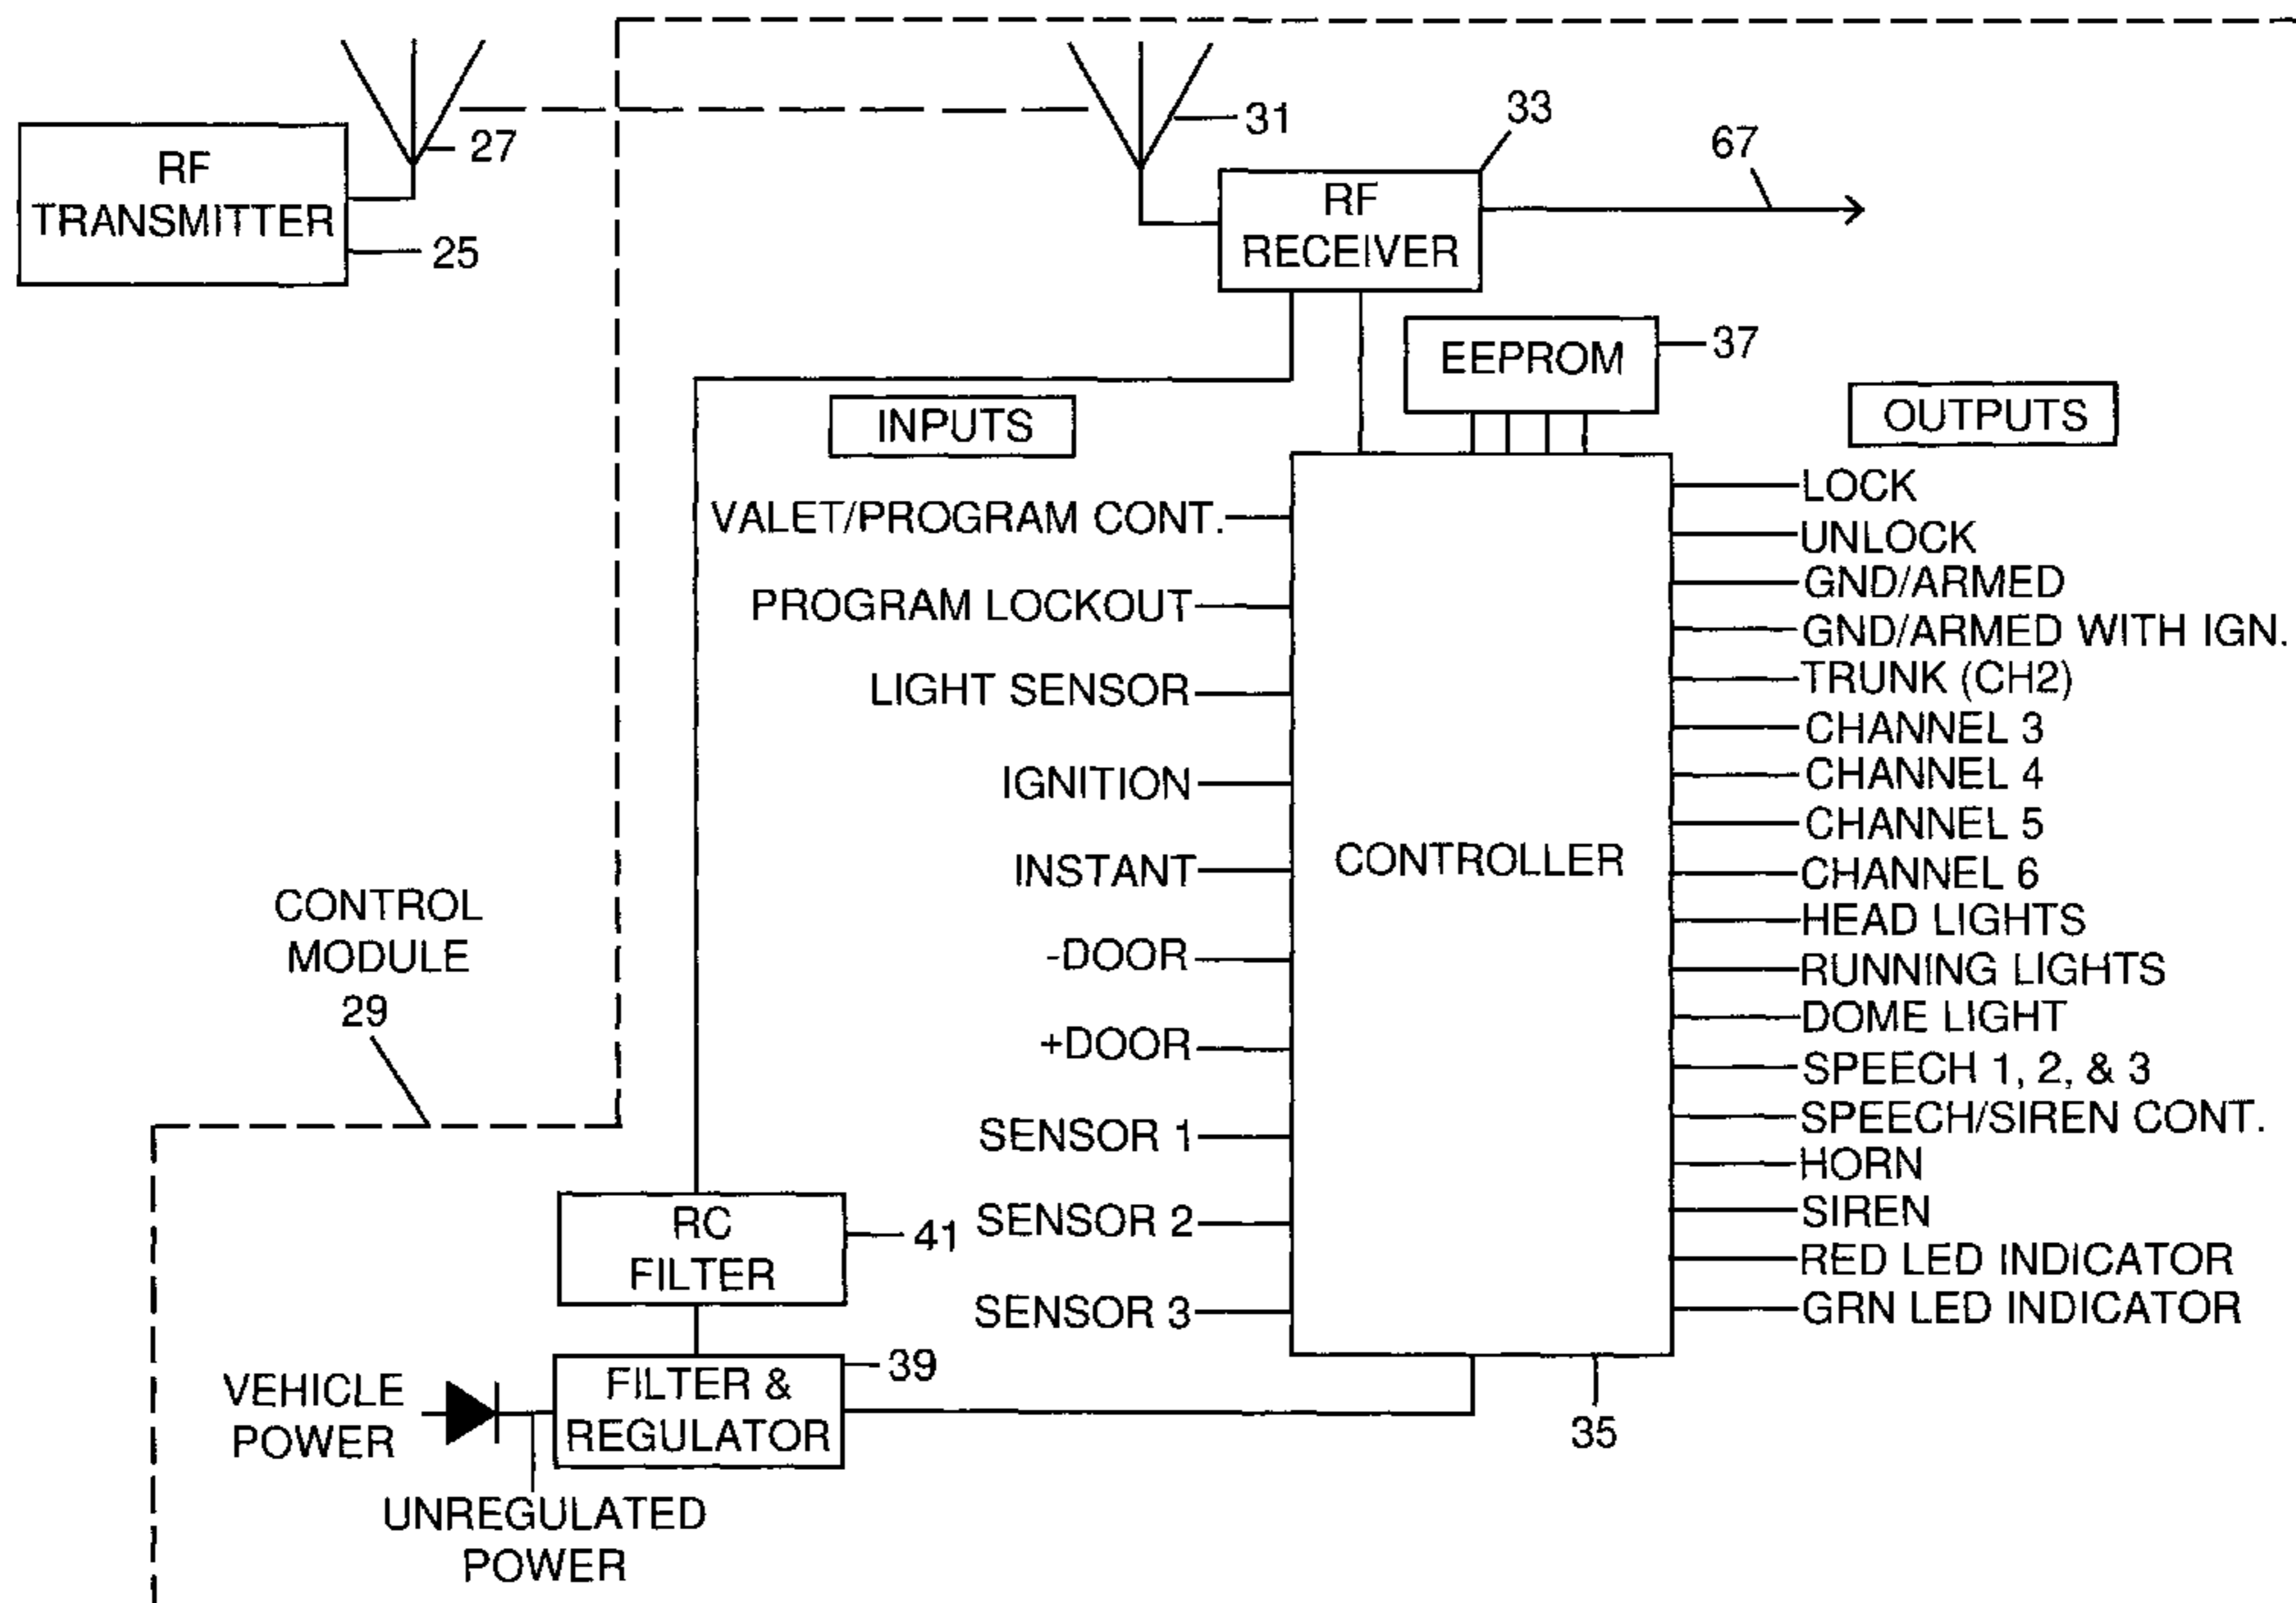 RF
TRANSMITTER
27
25
31
33
67
RF
RECEIVER
EEPROM
37
INPUTS
OUTPUTS
VALET/PROGRAM CONT.
PROGRAM LOCKOUT
LIGHT SENSOR
IGNITION
INSTANT
-DOOR
+DOOR
SENSOR 1
SENSOR 2
SENSOR 3
CONTROLLER
35
LOCK
UNLOCK
GND/ARMED
GND/ARMED WITH IGN.
TRUNK (CH2)
CHANNEL 3
CHANNEL 4
CHANNEL 5
CHANNEL 6
HEAD LIGHTS
RUNNING LIGHTS
DOME LIGHT
SPEECH 1, 2, & 3
SPEECH/SIREN CONT.
HORN
SIREN
RED LED INDICATOR
GRN LED INDICATOR
CONTROL
MODULE
29
RC
FILTER
41
FILTER &
REGULATOR
39
VEHICLE
POWER
UNREGULATED
POWER